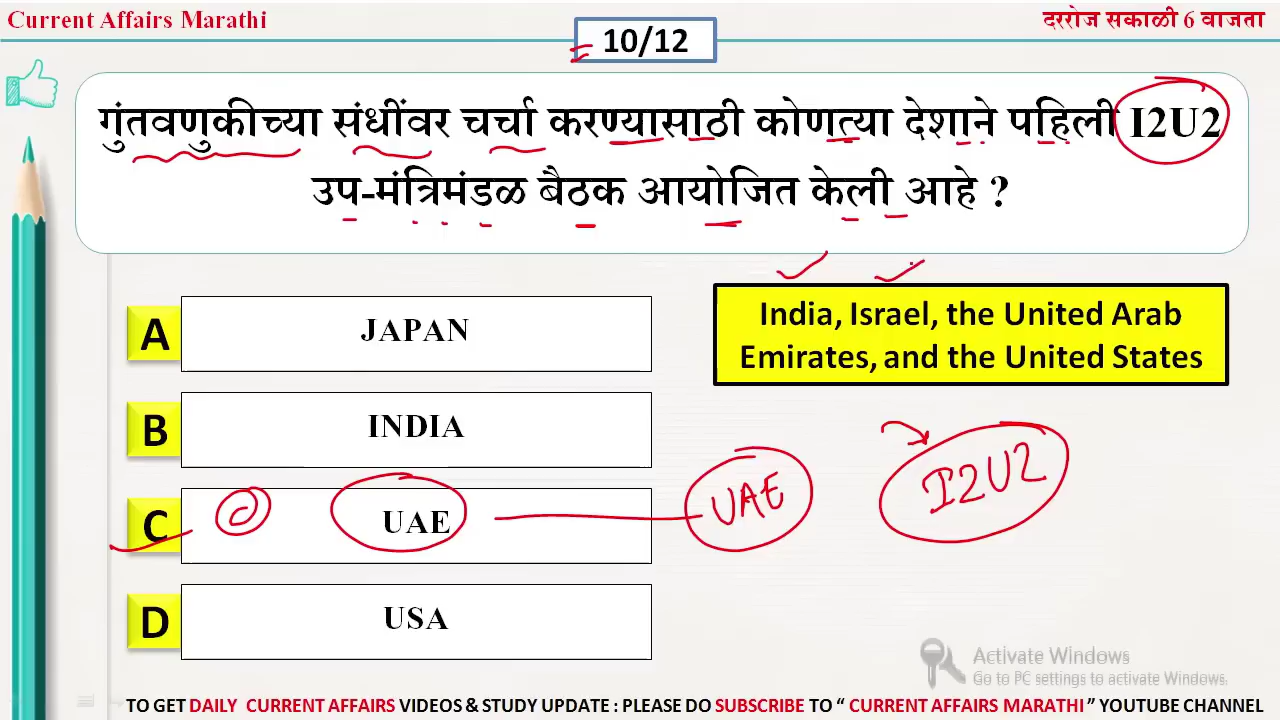 Current Affairs Marathi
दररोज सकाळी 6 वाजता
10/12
गुंतवणुकीच्या संधींवर चर्चा करण्यासाठी कोणत्या देशाने पहिली I2U2
उप-मंत्रिमंडळ बैठक आयोजित केली आहे ?
A
JAPAN
India, Israel, the United Arab
Emirates, and the United States
B
INDIA
I2U2
C
UAE
UAE
D
USA
Activate Windows
Go to PC settings to activate Windows.
TO GET DAILY CURRENT AFFAIRS VIDEOS & STUDY UPDATE : PLEASE DO SUBSCRIBE TO “ CURRENT AFFAIRS MARATHI ” YOUTUBE CHANNEL